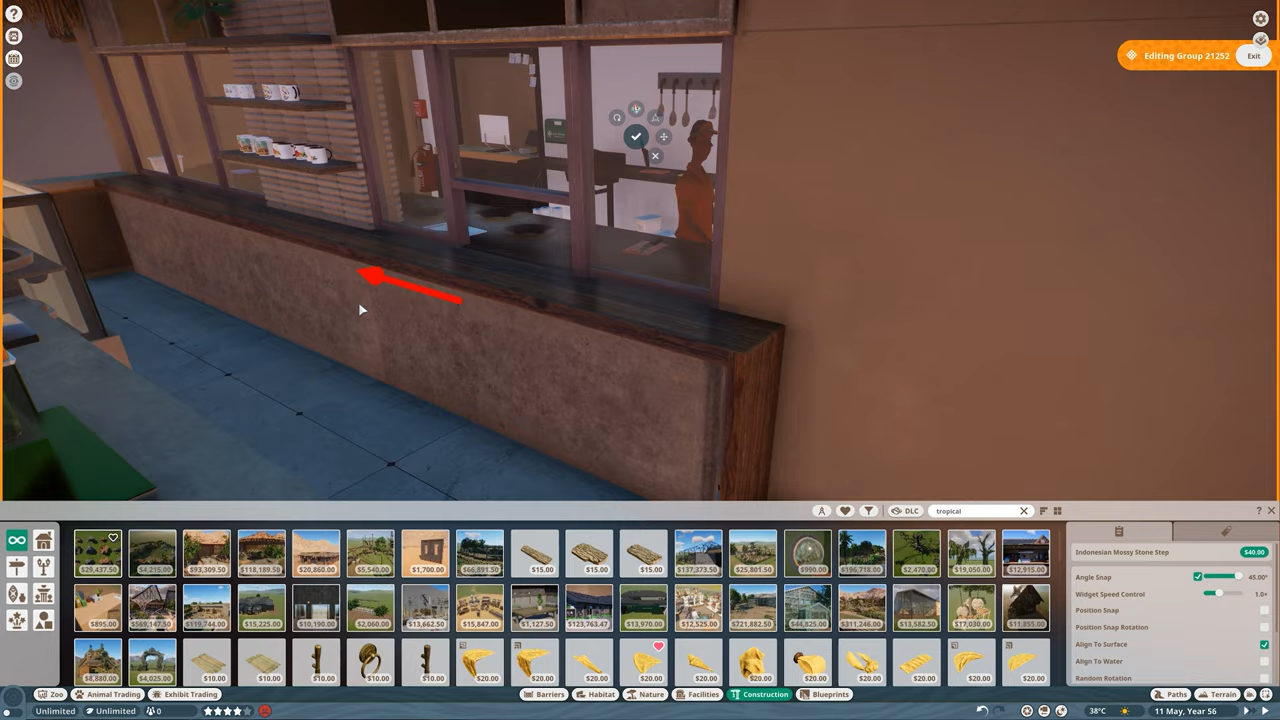 ?
Editing Group 21252 Exit
DLC tropical ?
$29,437.50 $4,215.00 $93,309.50 $118,189.50 $20,860.00 $5,540.00 $1,700.00 $66,891.50 $15.00 $15.00 $15.00 $137,373.50 $25,801.50 $990.00 $196,718.00 $2,470.00 $19,050.00 $12,915.00
$895.00 $569,147.50 $119,744.00 $15,225.00 $10,190.00 $2,060.00 $13,662.50 $15,847.00 $1,127.50 $123,763.47 $13,970.00 $12,525.00 $721,882.50 $44,825.00 $311,246.00 $13,582.50 $17,030.00 $11,855.00
$8,880.00 $4,025.00 $10.00 $10.00 $10.00 $10.00 $10.00 $20.00 $20.00 $20.00 $20.00 $20.00 $20.00 $20.00 $20.00 $20.00 $20.00 $20.00
Indonesian Mossy Stone Step $40.00
Angle Snap 45.00°
Widget Speed Control 1.0×
Position Snap
Position Snap Rotation
Align To Surface
Align To Water
Random Rotation
Zoo Animal Trading Exhibit Trading Barriers Habitat Nature Facilities Construction Blueprints Paths Terrain
Unlimited Unlimited 0 38°C 11 May, Year 56